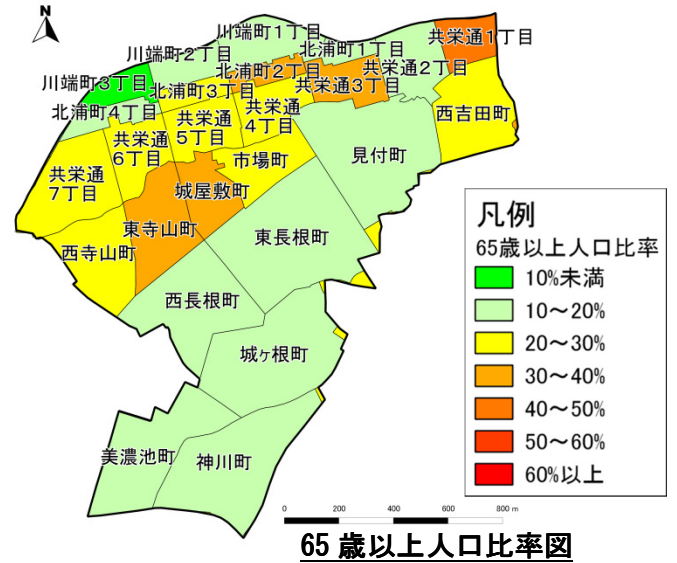 N
川端町1丁目
川端町2丁目
北浦町1丁目
共栄通1丁目
川端町3丁目
北浦町2丁目
共栄通2丁目
北浦町3丁目
共栄通3丁目
北浦町4丁目
共栄通
5丁目
共栄通
4丁目
西吉田町
共栄通
6丁目
市場町
見付町
共栄通
7丁目
城屋敷町
東寺山町
東長根町
西寺山町
西長根町
城ヶ根町
美濃池町
神川町
凡例
65歳以上人口比率
10%未満
10～20%
20～30%
30～40%
40～50%
50～60%
60%以上
0 200 400 600 800 m
65歳以上人口比率図